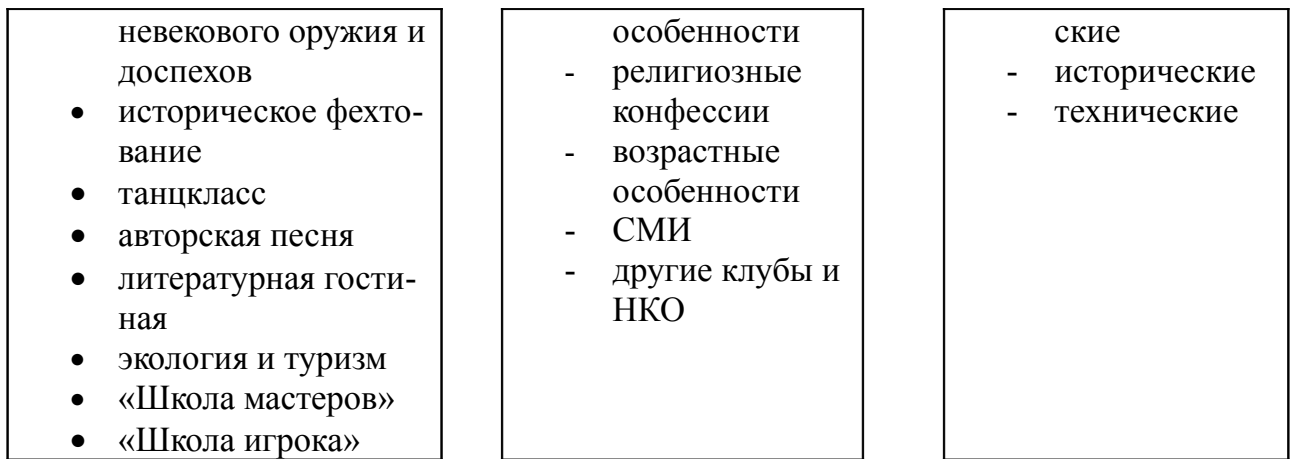 невекового оружия и
доспехов
• историческое фехто-
вание
• танцкласс
• авторская песня
• литературная гости-
ная
• экология и туризм
• «Школа мастеров»
• «Школа игрока»
особенности
- религиозные
конфессии
- возрастные
особенности
- СМИ
- другие клубы и
НКО
ские
- исторические
- технические